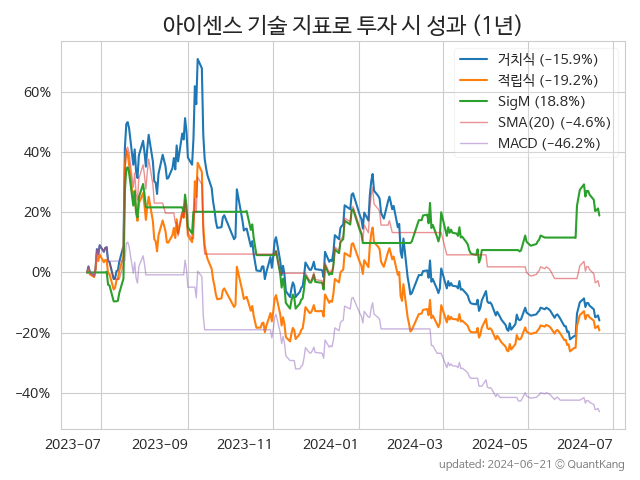 아이센스 기술 지표로 투자 시 성과 (1년)
거치식 (−15.9%)
적립식 (−19.2%)
SigM (18.8%)
SMA(20) (−4.6%)
MACD (−46.2%)
60%
40%
20%
0%
−20%
−40%
2023-07
2023-09
2023-11
2024-01
2024-03
2024-05
2024-07
updated: 2024-06-21 © QuantKang